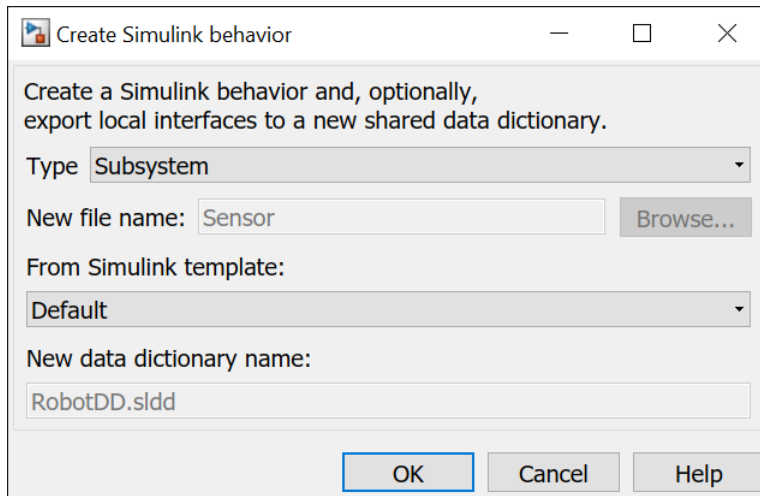 Create Simulink behavior
Create a Simulink behavior and, optionally,
export local interfaces to a new shared data dictionary.
Type Subsystem
New file name: Sensor Browse...
From Simulink template:
Default
New data dictionary name:
RobotDD.sldd
OK Cancel Help